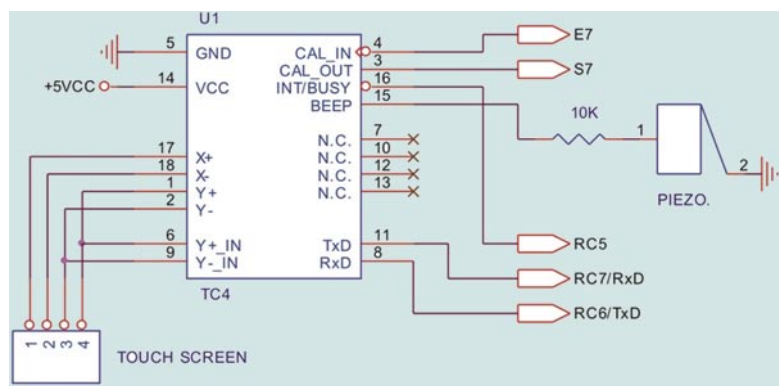 U1
5 GND CAL_IN 4 E7
CAL_OUT 3 S7
+5VCC 14 VCC INT/BUSY 16
BEEP 15
10K
N.C. 7
1
17 X+ N.C. 10
18 X- N.C. 12
2
1 Y+ N.C. 13
2 Y-
PIEZO.
6 Y+_IN TxD 11 RC5
9 Y-_IN RxD 8
RC7/RxD
TC4
RC6/TxD
1 2 3 4
TOUCH SCREEN